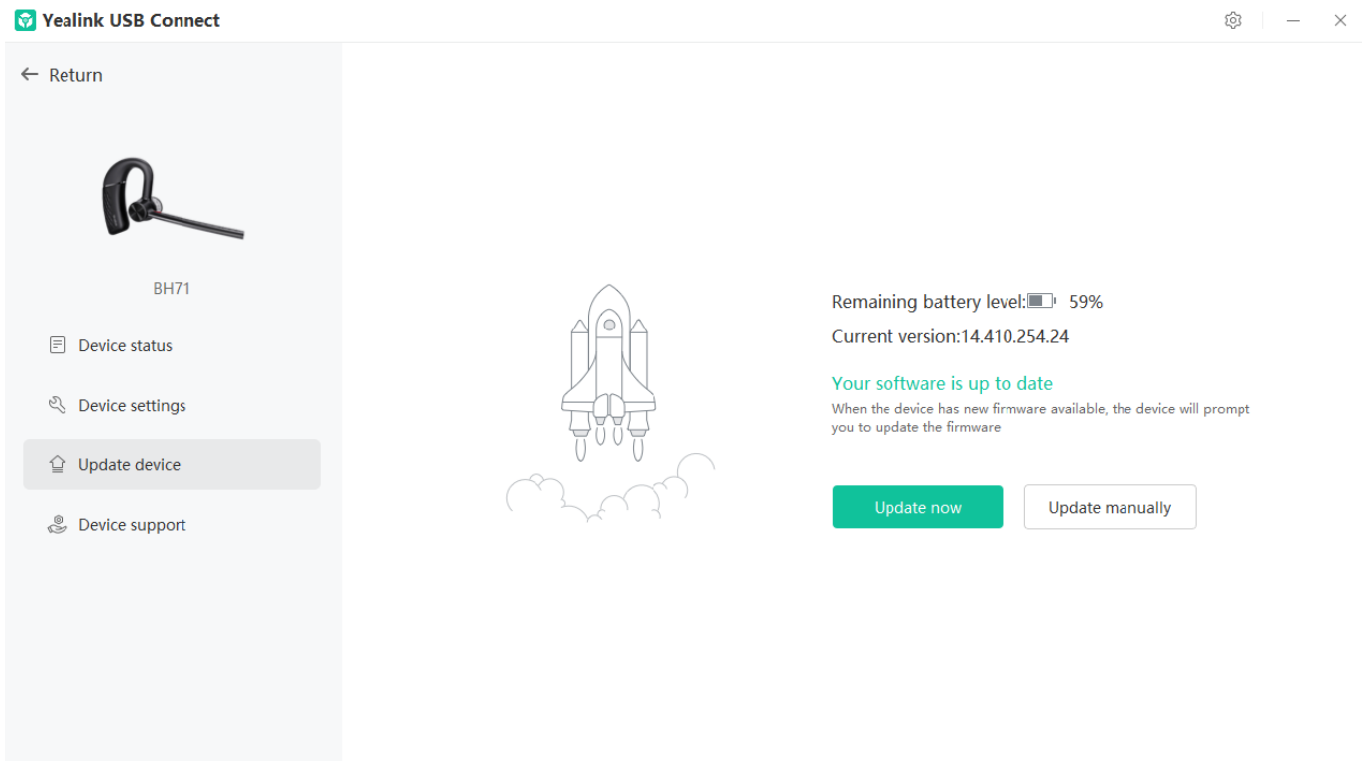 Yealink USB Connect
Return
BH71
Device status
Device settings
Update device
Device support
Remaining battery level: 59%
Current version:14.410.254.24
Your software is up to date
When the device has new firmware available, the device will prompt
you to update the firmware
Update now
Update manually